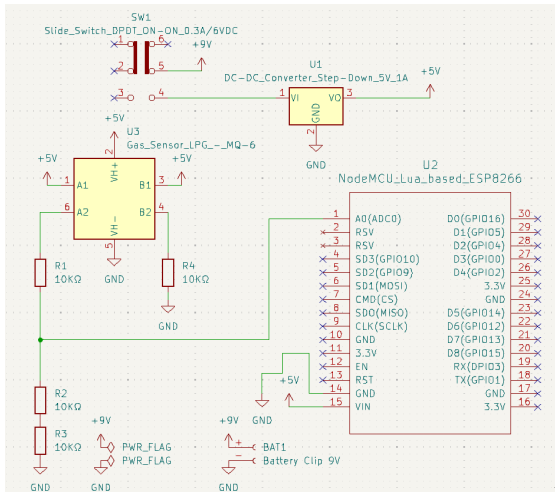 SW1
Slide_Switch_DPDT_ON-ON_0.3A/6VDC
1 6
+9V
2 5
3 4
U1
DC-DC_Converter_Step-Down_5V_1A
+5V
1 VI VO 3
GND
2
GND
+5V
U3
Gas_Sensor_LPG_-_MQ-6
2
+5V
+5V
VH+
1 A1 B1 3
6 A2 B2 4
VH-
5
GND
R1
10KΩ
R4
10KΩ
GND
U2
NodeMCU_Lua_based_ESP8266
1 A0(ADC0) D0(GPIO16) 30
2 RSV D1(GPIO5) 29
3 RSV D2(GPIO4) 28
4 SD3(GPIO10) D3(GPIO0) 27
5 SD2(GPIO9) D4(GPIO2) 26
6 SD1(MOSI) 3.3V 25
7 CMD(CS) GND 24
8 SDO(MISO) D5(GPIO14) 23
9 CLK(SCLK) D6(GPIO12) 22
10 GND D7(GPIO13) 21
11 3.3V D8(GPIO15) 20
12 EN RX(DPIO3) 19
13 RST TX(GPIO1) 18
14 GND GND 17
15 VIN 3.3V 16
+5V
GND
R2
10KΩ
R3
10KΩ
GND
+9V
PWR_FLAG
PWR_FLAG
GND
+9V
+ BAT1
- Battery Clip 9V
GND